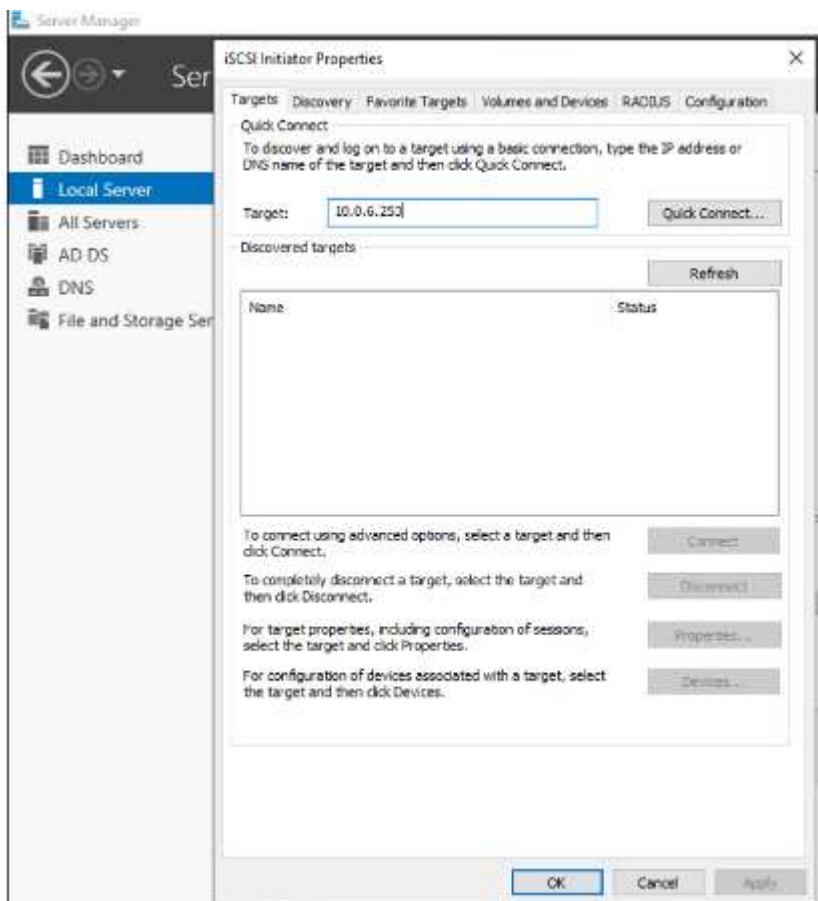 Server Manager
Ser
Dashboard
Local Server
All Servers
AD DS
DNS
File and Storage Ser
iSCSI Initiator Properties
Targets Discovery Favorite Targets Volumes and Devices RADIUS Configuration
Quick Connect
To discover and log on to a target using a basic connection, type the IP address or
DNS name of the target and then click Quick Connect.
Target: 10.0.6.253 Quick Connect...
Discovered targets
Refresh
Name Status
To connect using advanced options, select a target and then
click Connect.
Connect
To completely disconnect a target, select the target and
then click Disconnect.
Disconnect
For target properties, including configuration of sessions,
select the target and click Properties.
Properties...
For configuration of devices associated with a target, select
the target and then click Devices.
Devices...
OK Cancel Apply